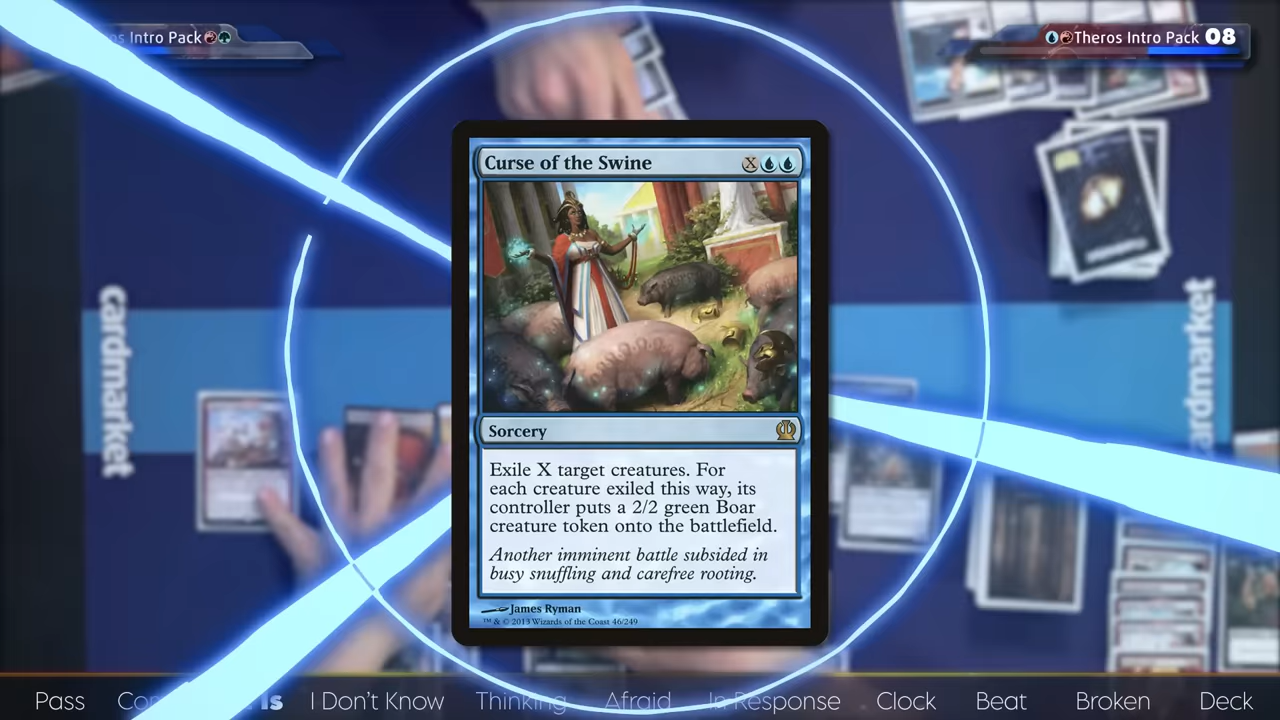 os Intro Pack
Theros Intro Pack 08
Curse of the Swine X
cardmarket
ardmarket
Sorcery
Exile X target creatures. For
each creature exiled this way, its
controller puts a 2/2 green Boar
creature token onto the battlefield.
Another imminent battle subsided in
busy snuffling and carefree rooting.
James Ryman
™ & © 2013 Wizards of the Coast 46/249
Pass Is I Don't Know Thinking Afraid In Response Clock Beat Broken Deck